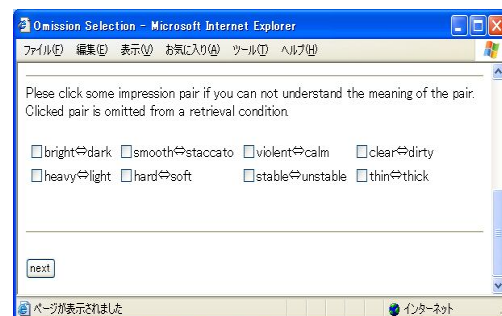 Omission Selection - Microsoft Internet Explorer
ファイル(F) 編集(E) 表示(V) お気に入り(A) ツール(T) ヘルプ(H)
Plese click some impression pair if you can not understand the meaning of the pair.
Clicked pair is omitted from a retrieval condition.
bright⇔dark smooth⇔staccato violent⇔calm clear⇔dirty
heavy⇔light hard⇔soft stable⇔unstable thin⇔thick
next
ページが表示されました インターネット